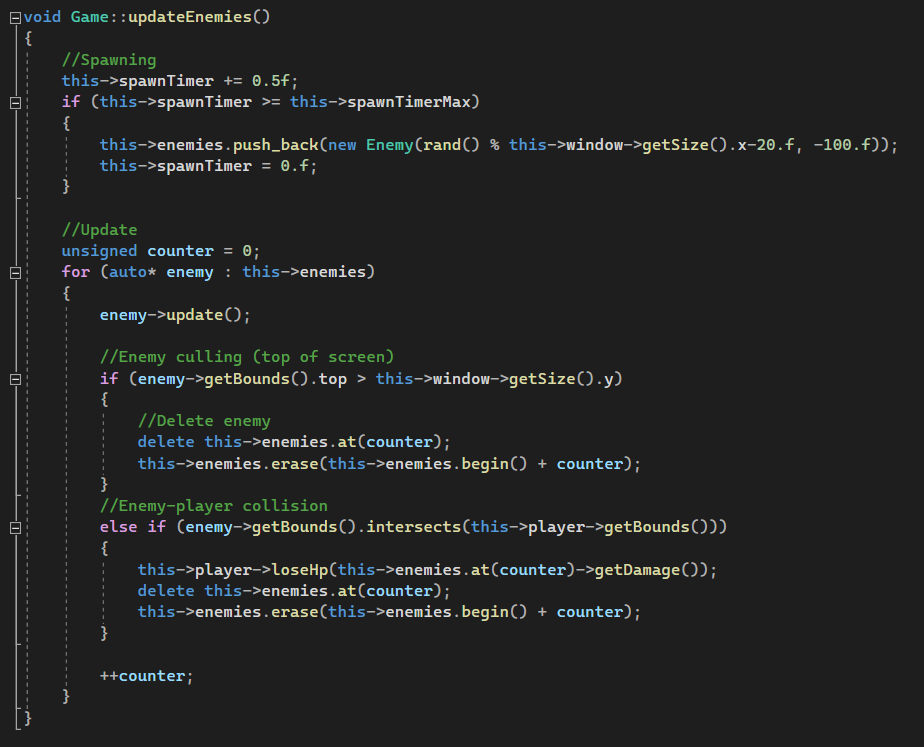 void Game::updateEnemies()
{
    //Spawning
    this->spawnTimer += 0.5f;
    if (this->spawnTimer >= this->spawnTimerMax)
    {
        this->enemies.push_back(new Enemy(rand() % this->window->getSize().x-20.f, -100.f));
        this->spawnTimer = 0.f;
    }

    //Update
    unsigned counter = 0;
    for (auto* enemy : this->enemies)
    {
        enemy->update();

        //Enemy culling (top of screen)
        if (enemy->getBounds().top > this->window->getSize().y)
        {
            //Delete enemy
            delete this->enemies.at(counter);
            this->enemies.erase(this->enemies.begin() + counter);
        }
        //Enemy-player collision
        else if (enemy->getBounds().intersects(this->player->getBounds()))
        {
            this->player->loseHp(this->enemies.at(counter)->getDamage());
            delete this->enemies.at(counter);
            this->enemies.erase(this->enemies.begin() + counter);
        }

        ++counter;
    }
}